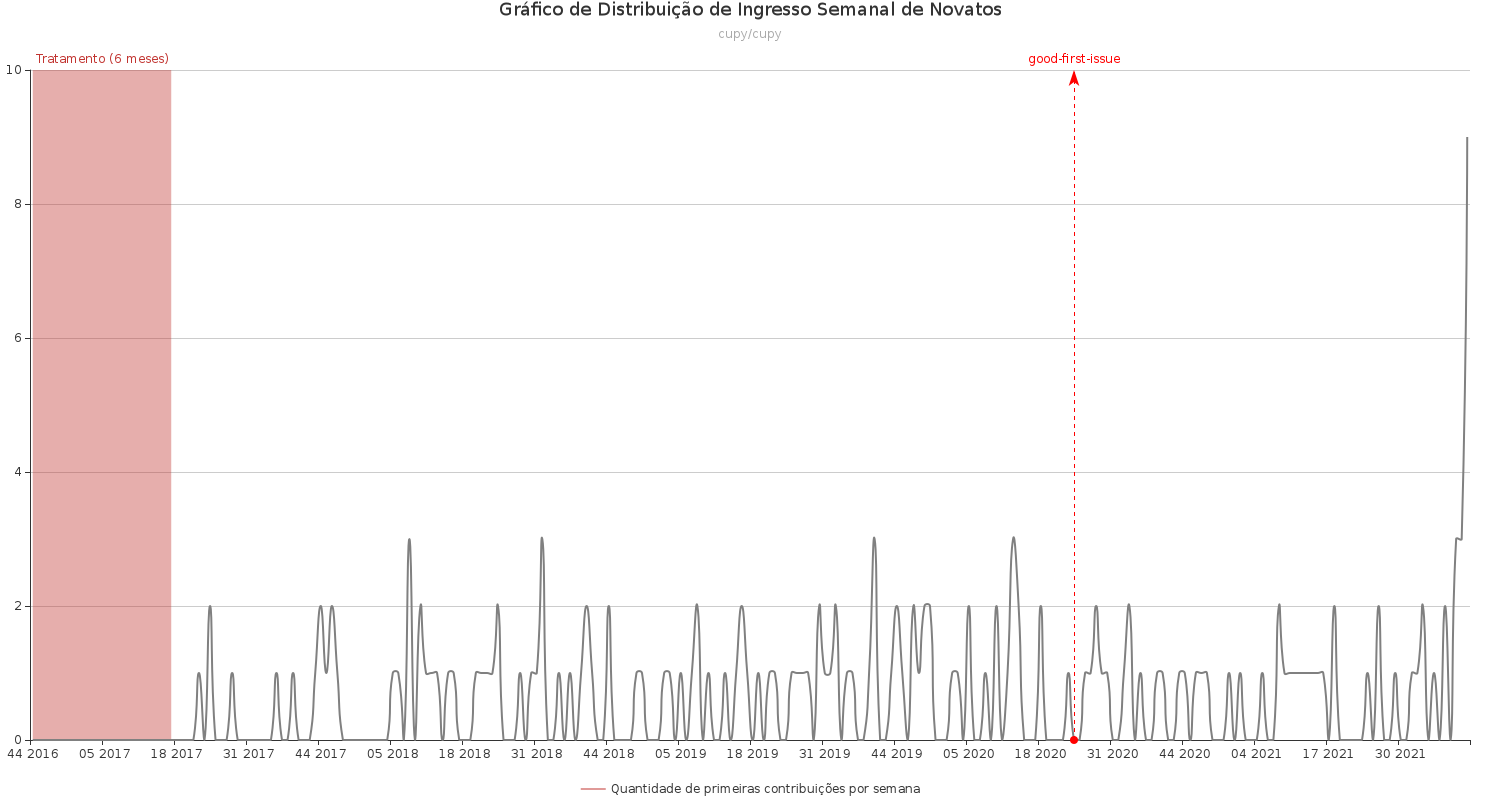 Gráfico de Distribuição de Ingresso Semanal de Novatos
cupy/cupy
Tratamento (6 meses)
good-first-issue
10
8
6
4
2
0
44 2016 05 2017 18 2017 31 2017 44 2017 05 2018 18 2018 31 2018 44 2018 05 2019 18 2019 31 2019 44 2019 05 2020 18 2020 31 2020 44 2020 04 2021 17 2021 30 2021
Quantidade de primeiras contribuições por semana